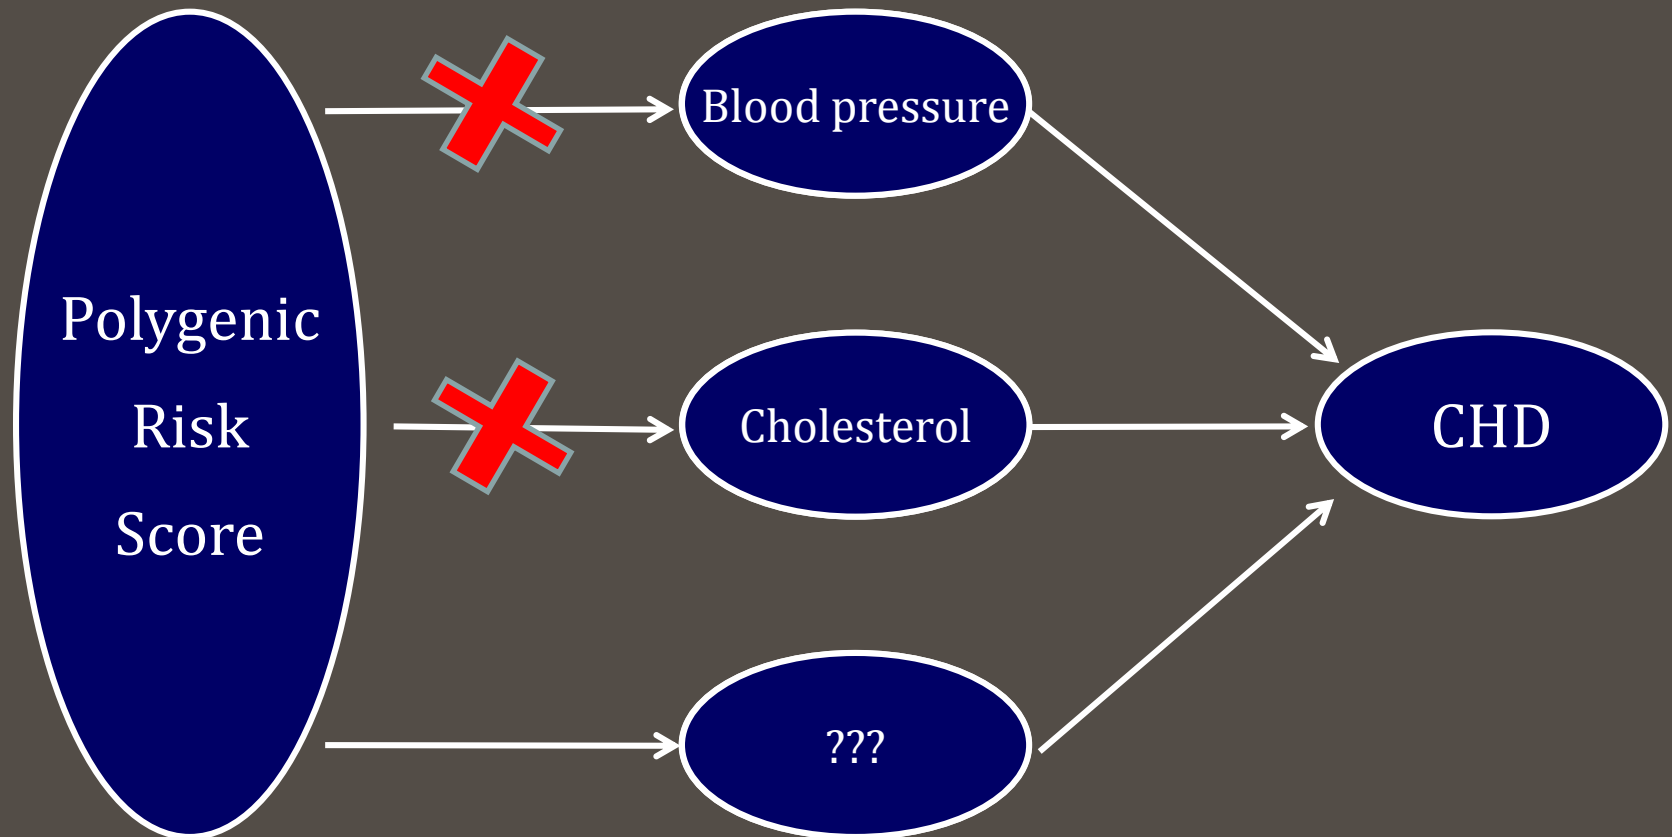 Polygenic
Risk
Score
Blood pressure
Cholesterol
???
CHD